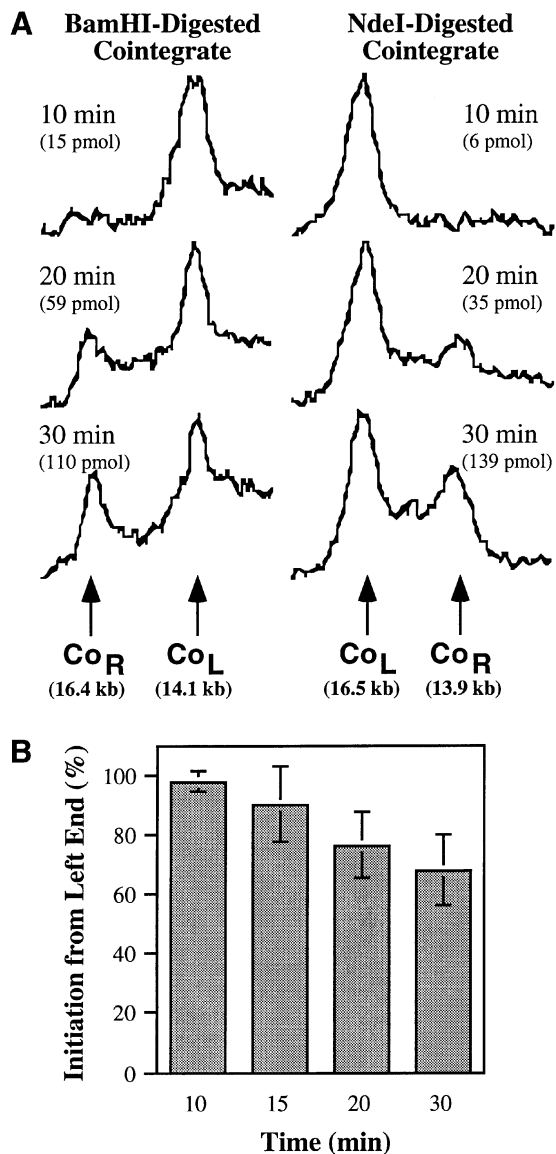 A
BamHI-Digested
Cointegrate
NdeI-Digested
Cointegrate
10 min
(15 pmol)
10 min
(6 pmol)
20 min
(59 pmol)
20 min
(35 pmol)
30 min
(110 pmol)
30 min
(139 pmol)
CoR
(16.4 kb)
CoL
(14.1 kb)
CoL
(16.5 kb)
CoR
(13.9 kb)
B
Initiation from Left End (%)
100
80
60
40
20
0
10
15
20
30
Time (min)